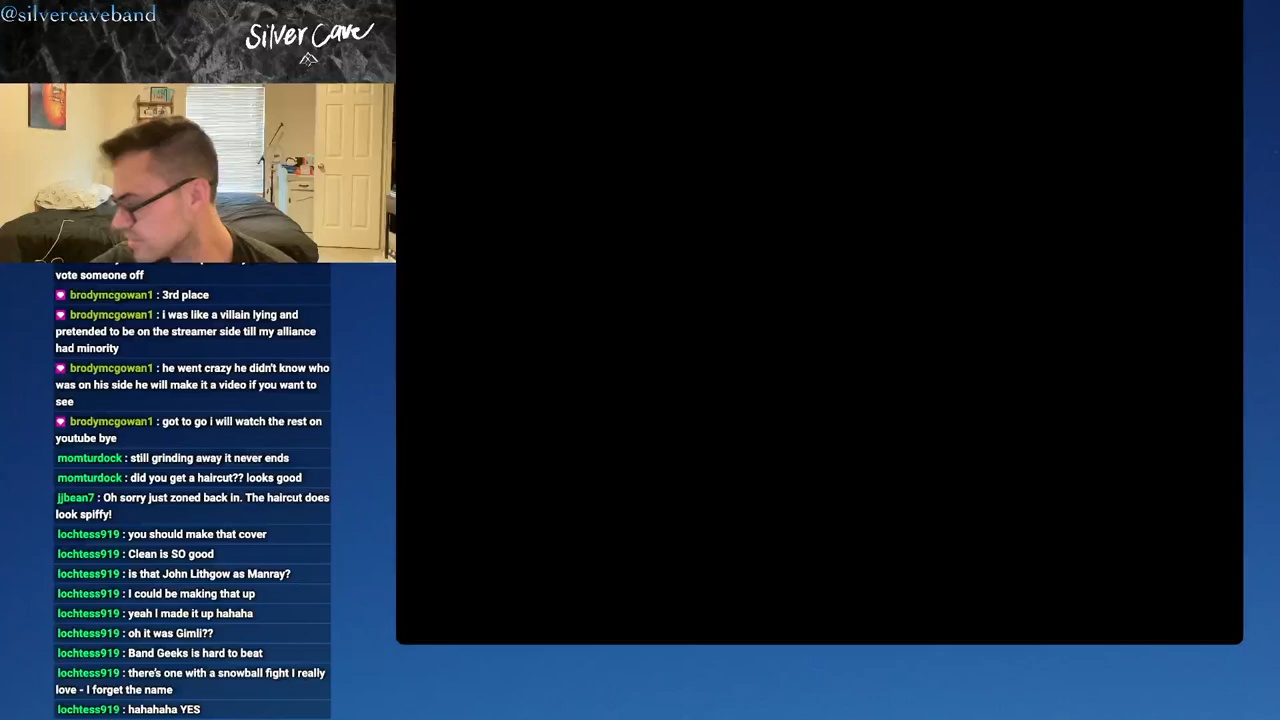 @silvercaveband
Silver Cave
vote someone off
brodymcgowan1 : 3rd place
brodymcgowan1 : i was like a villain lying and
pretended to be on the streamer side till my alliance
had minority
brodymcgowan1 : he went crazy he didn't know who
was on his side he will make it a video if you want to
see
brodymcgowan1 : got to go i will watch the rest on
youtube bye
momturdock : still grinding away it never ends
momturdock : did you get a haircut?? looks good
jjbean7 : Oh sorry just zoned back in. The haircut does
look spiffy!
lochtess919 : you should make that cover
lochtess919 : Clean is SO good
lochtess919 : is that John Lithgow as Manray?
lochtess919 : I could be making that up
lochtess919 : yeah I made it up hahaha
lochtess919 : oh it was Gimli??
lochtess919 : Band Geeks is hard to beat
lochtess919 : there's one with a snowball fight I really
love - I forget the name
lochtess919 : hahahaha YES